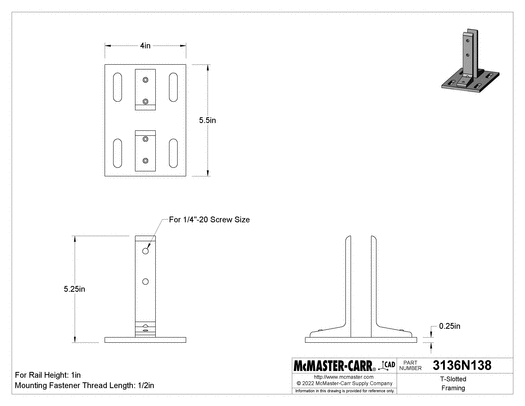 4in
5.5in
For 1/4"-20 Screw Size
5.25in
0.25in
For Rail Height: 1in
Mounting Fastener Thread Length: 1/2in
McMASTER-CARR® CAD
http://www.mcmaster.com
© 2022 McMaster-Carr Supply Company
Information in this drawing is provided for reference only.
PART NUMBER
3136N138
T-Slotted
Framing